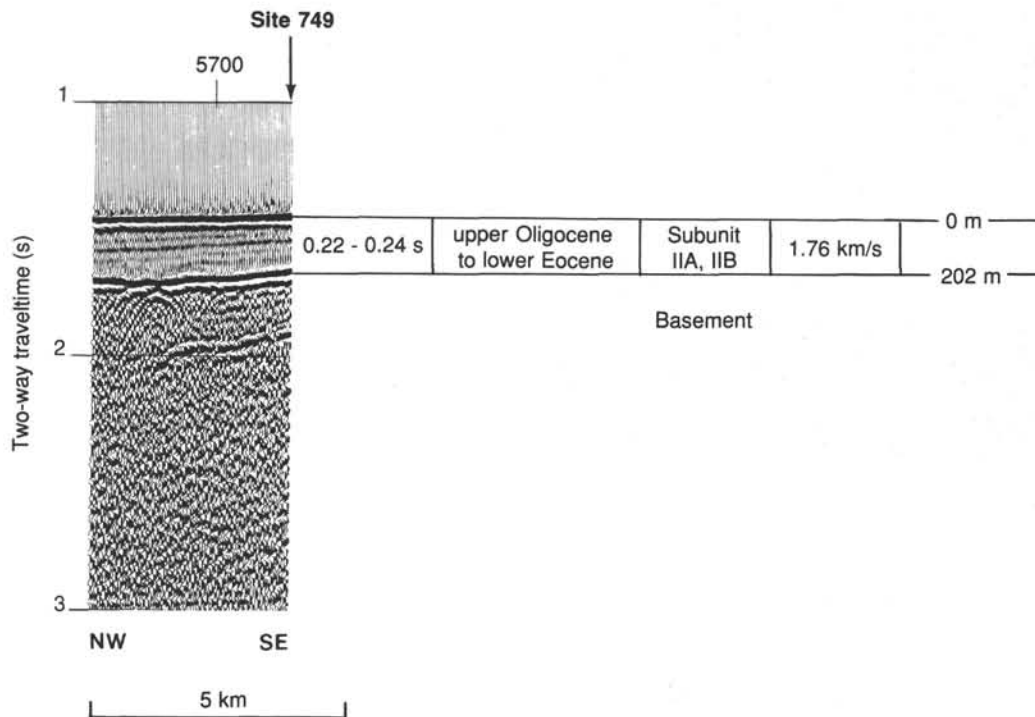 Site 749
5700
1
0 m
0.22 - 0.24 s
upper Oligocene
to lower Eocene
Subunit
IIA, IIB
1.76 km/s
202 m
Basement
2
Two-way traveltime (s)
3
NW
SE
5 km